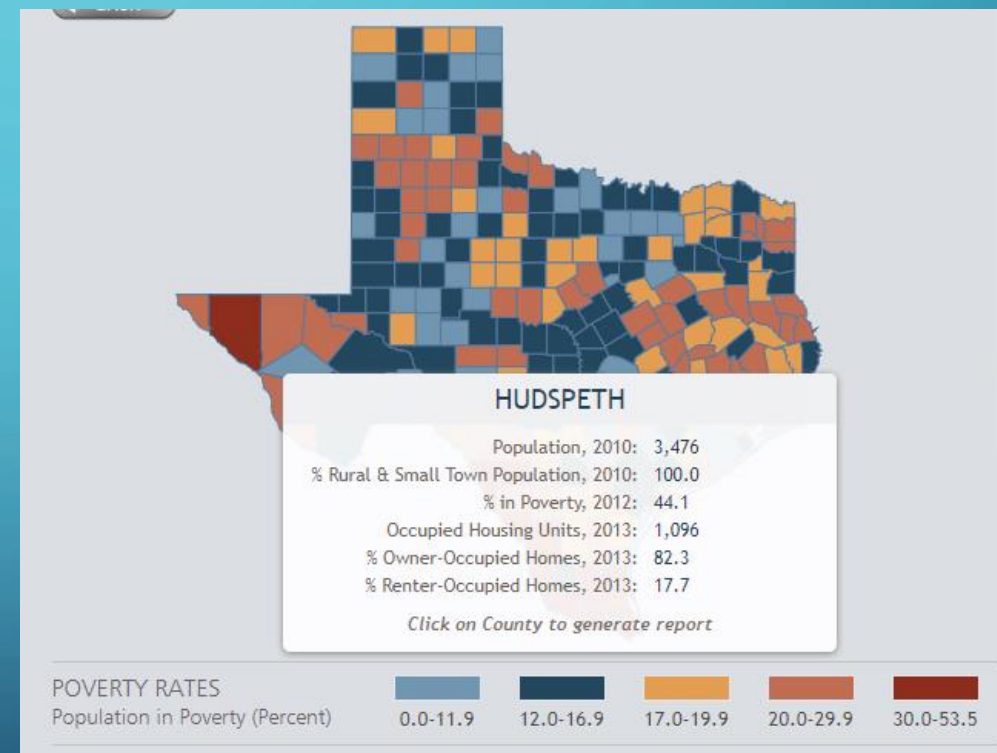 HUDSPETH
Population, 2010: 3,476
% Rural & Small Town Population, 2010: 100.0
% in Poverty, 2012: 44.1
Occupied Housing Units, 2013: 1,096
% Owner-Occupied Homes, 2013: 82.3
% Renter-Occupied Homes, 2013: 17.7
Click on County to generate report
POVERTY RATES
Population in Poverty (Percent)
0.0-11.9 12.0-16.9 17.0-19.9 20.0-29.9 30.0-53.5